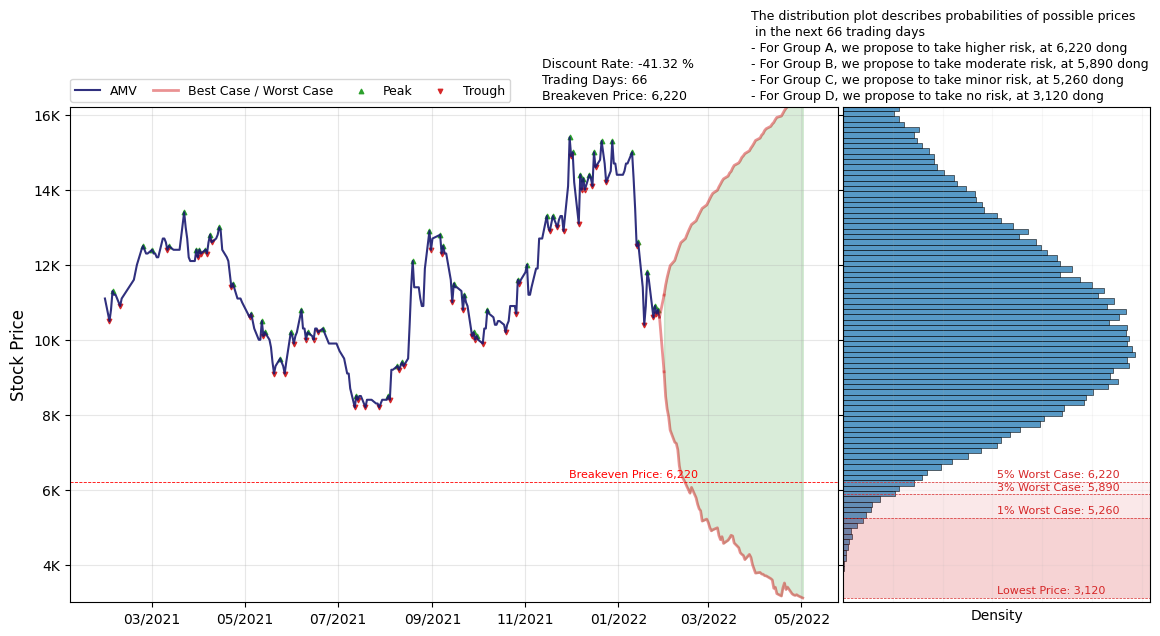 The distribution plot describes probabilities of possible prices
in the next 66 trading days
- For Group A, we propose to take higher risk, at 6,220 dong
- For Group B, we propose to take moderate risk, at 5,890 dong
- For Group C, we propose to take minor risk, at 5,260 dong
- For Group D, we propose to take no risk, at 3,120 dong
Discount Rate: -41.32 %
Trading Days: 66
Breakeven Price: 6,220
AMV Best Case / Worst Case Peak Trough
Stock Price
16K
14K
12K
10K
8K
6K
4K
Breakeven Price: 6,220
5% Worst Case: 6,220
3% Worst Case: 5,890
1% Worst Case: 5,260
Lowest Price: 3,120
03/2021 05/2021 07/2021 09/2021 11/2021 01/2022 03/2022 05/2022
Density